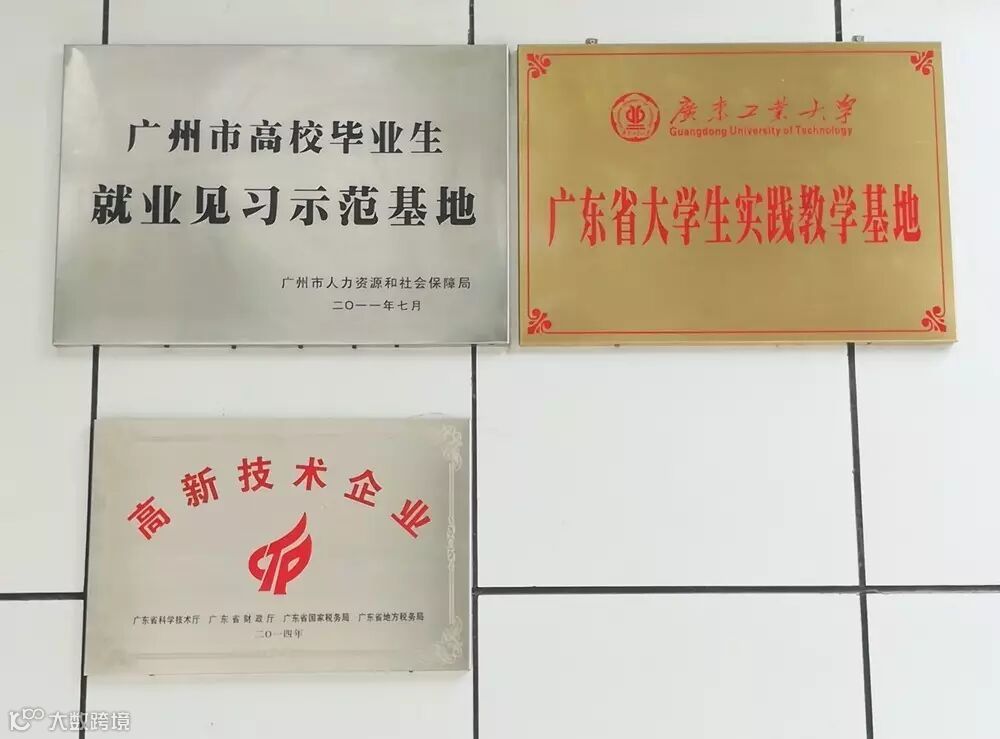 广州市高校毕业生
就业见习示范基地
广州市人力资源和社会保障局
二〇一一年七月
廣東工業大學
Guangdong University of Technology
广东省大学生实践教学基地
高新技术企业
广东省科学技术厅 广东省财政厅 广东省国家税务局 广东省地方税务局
二〇一四年
大数跨境